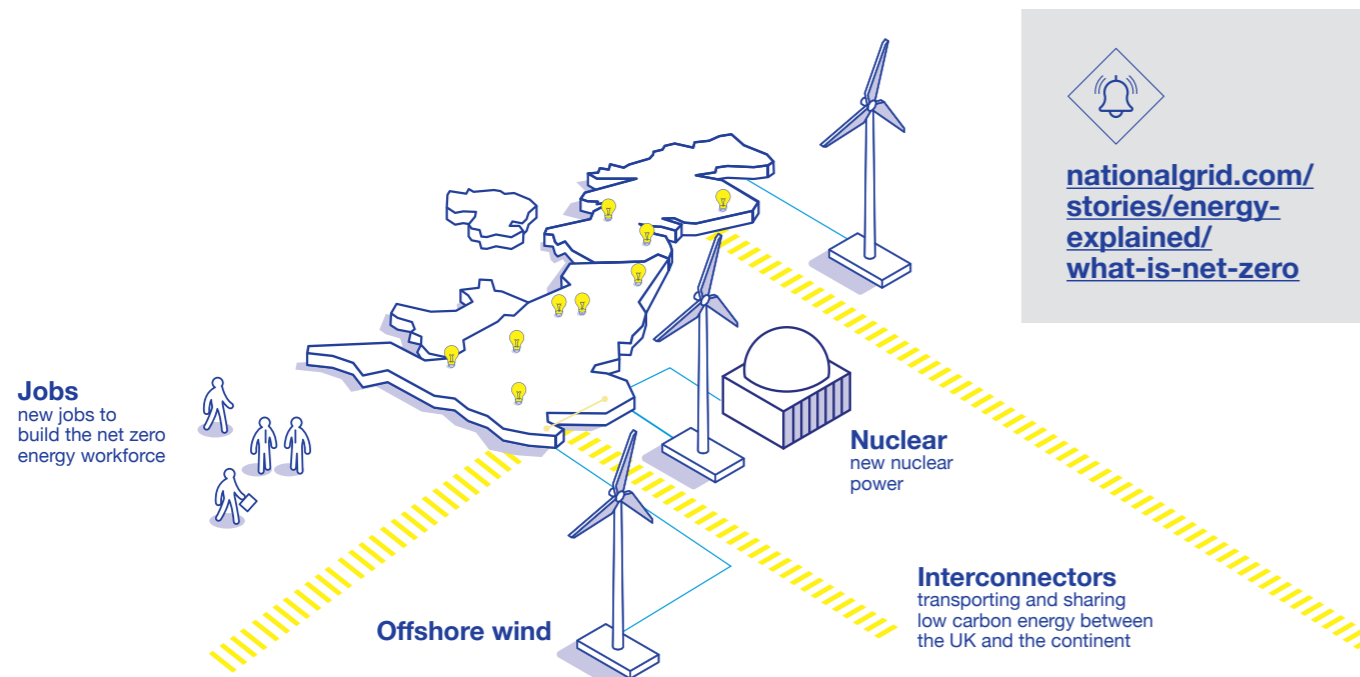 nationalgrid.com/
stories/energy-
explained/
what-is-net-zero
Jobs
new jobs to
build the net zero
energy workforce
Nuclear
new nuclear
power
Interconnectors
transporting and sharing
low carbon energy between
the UK and the continent
Offshore wind